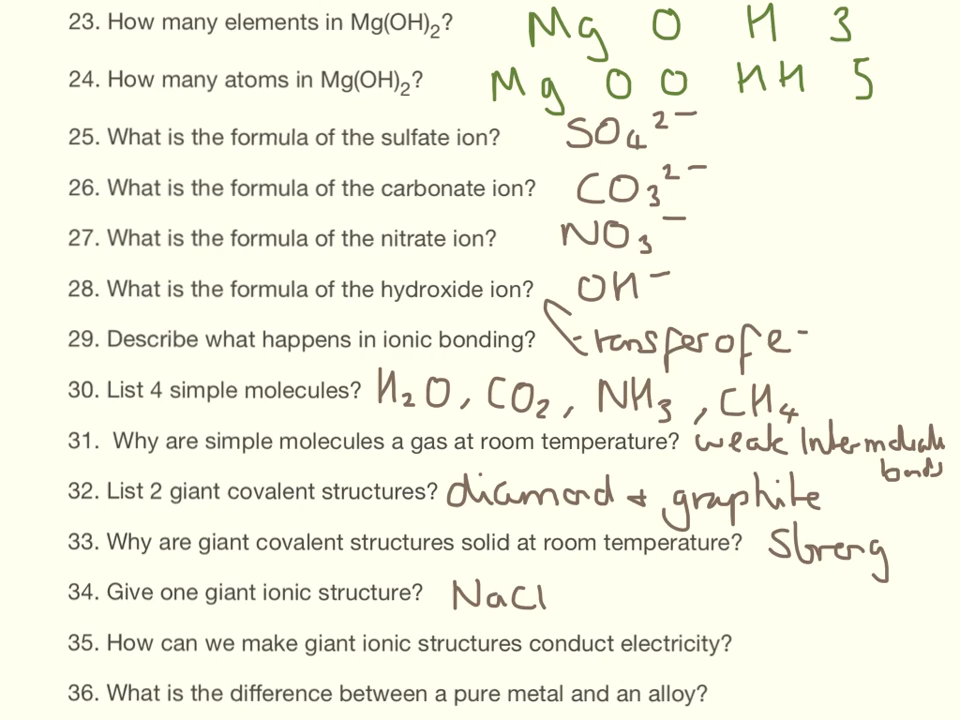 23. How many elements in Mg(OH)₂? Mg O H 3
24. How many atoms in Mg(OH)₂? Mg O O H H 5
25. What is the formula of the sulfate ion? SO₄²⁻
26. What is the formula of the carbonate ion? CO₃²⁻
27. What is the formula of the nitrate ion? NO₃⁻
28. What is the formula of the hydroxide ion? OH⁻
29. Describe what happens in ionic bonding? transfer of e⁻
30. List 4 simple molecules? H₂O, CO₂, NH₃, CH₄
31. Why are simple molecules a gas at room temperature? weak
bonds
32. List 2 giant covalent structures? diamond + graphite
33. Why are giant covalent structures solid at room temperature? Strong
34. Give one giant ionic structure? NaCl
35. How can we make giant ionic structures conduct electricity?
36. What is the difference between a pure metal and an alloy?